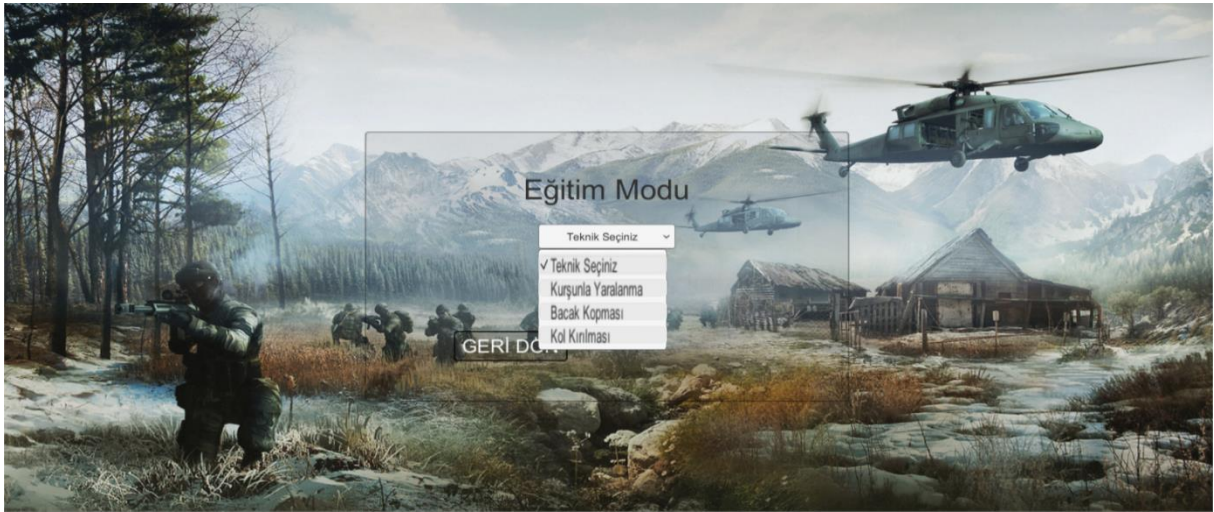 Eğitim Modu
Teknik Seçiniz
✓ Teknik Seçiniz
Kurşunla Yaralanma
Bacak Kopması
Kol Kırılması
GERİ